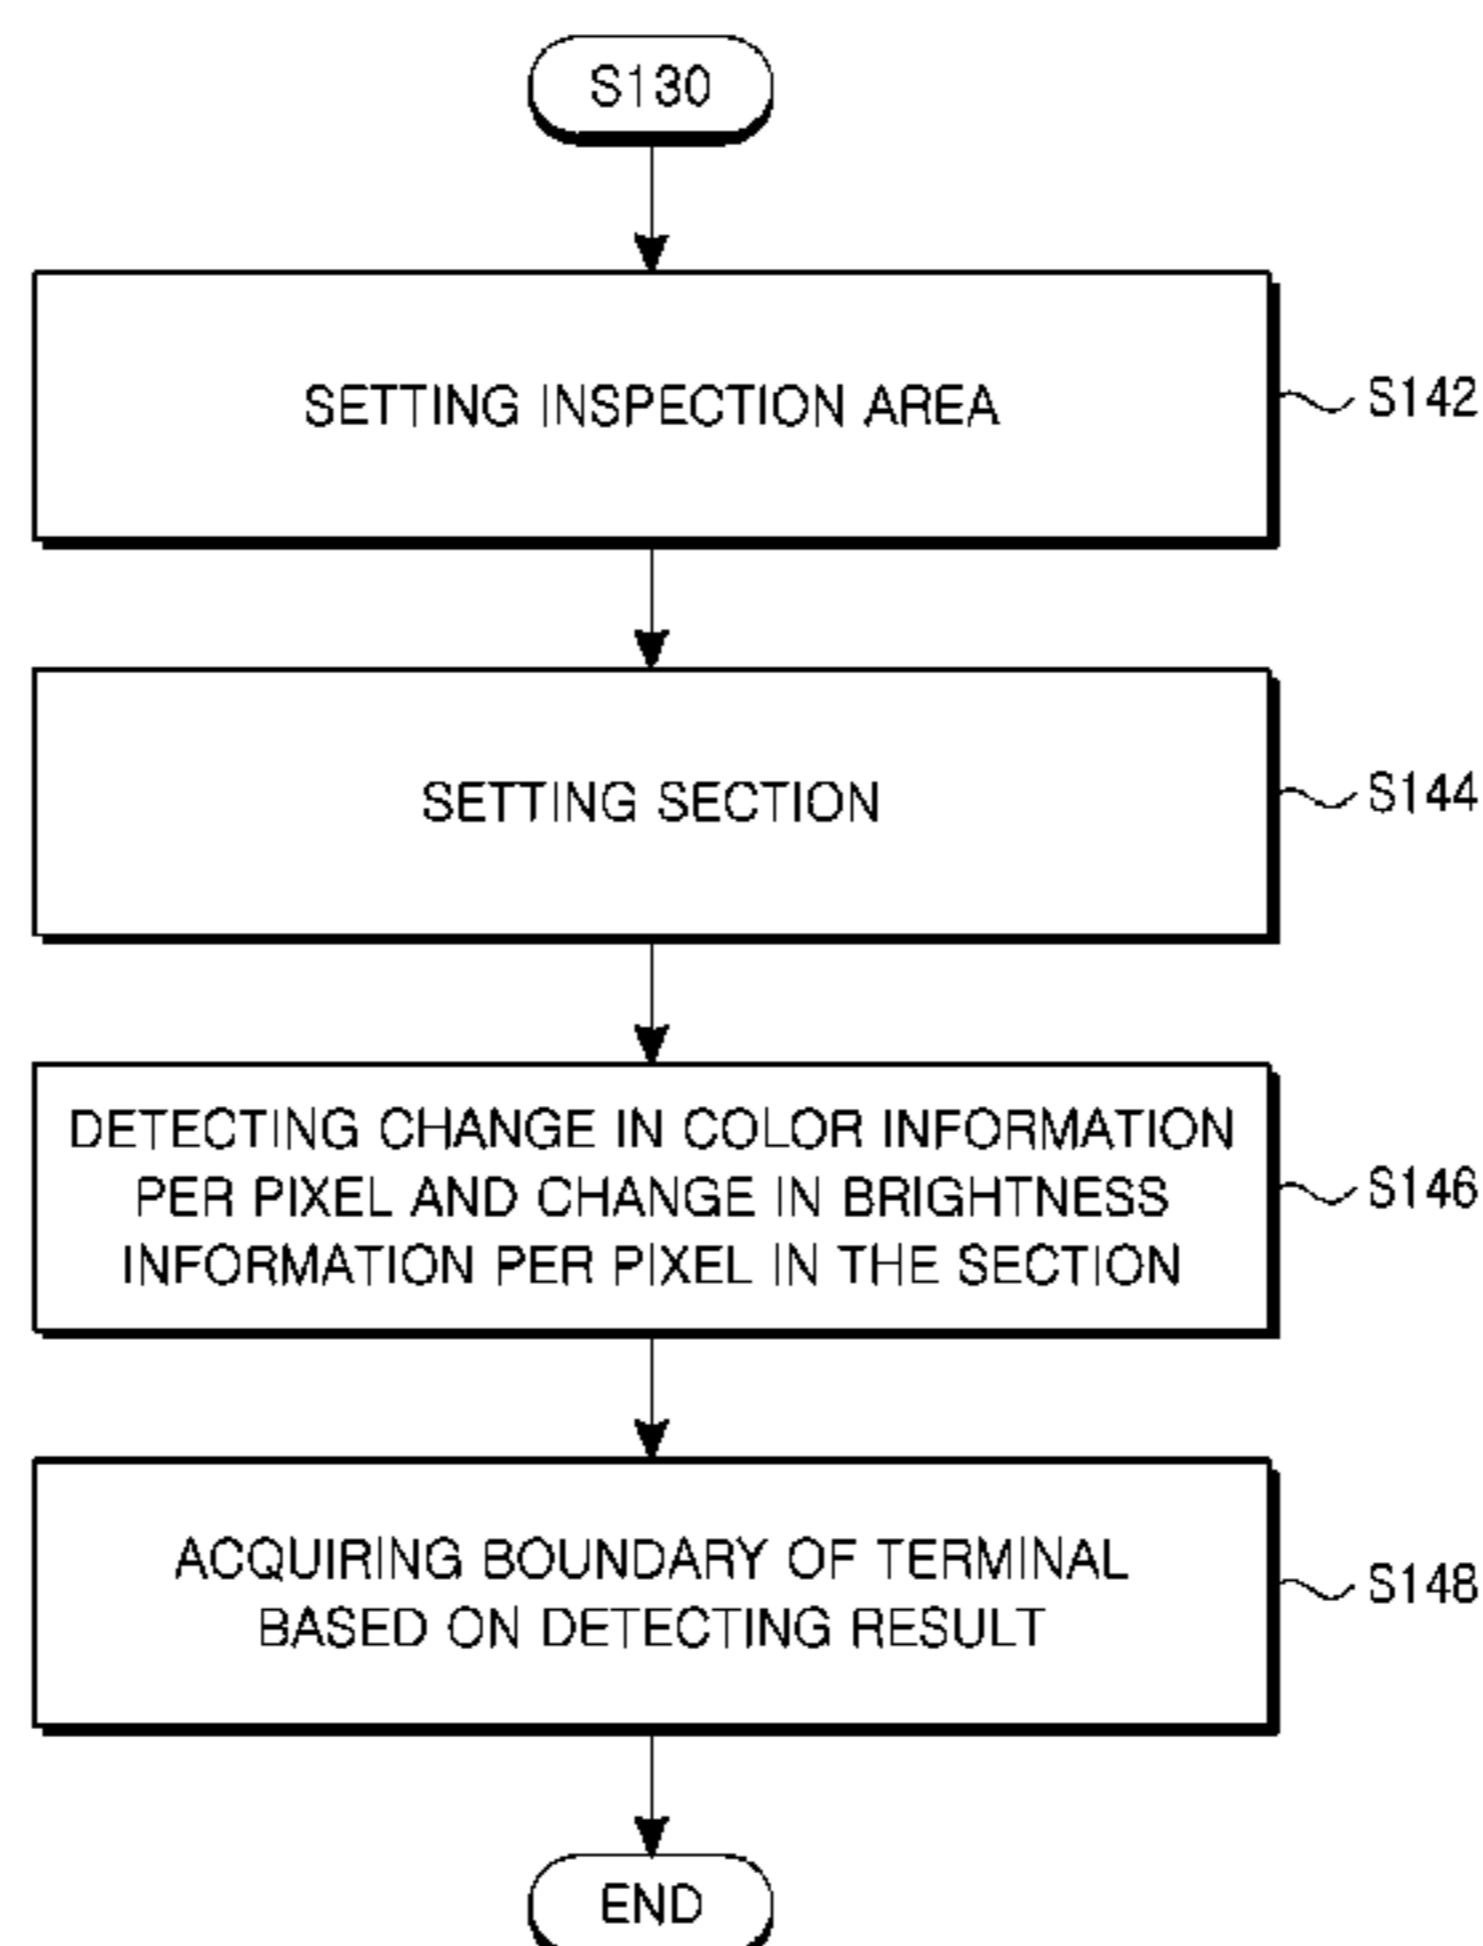 S130
SETTING INSPECTION AREA
S142
SETTING SECTION
S144
DETECTING CHANGE IN COLOR INFORMATION
PER PIXEL AND CHANGE IN BRIGHTNESS
INFORMATION PER PIXEL IN THE SECTION
S146
ACQUIRING BOUNDARY OF TERMINAL
BASED ON DETECTING RESULT
S148
END